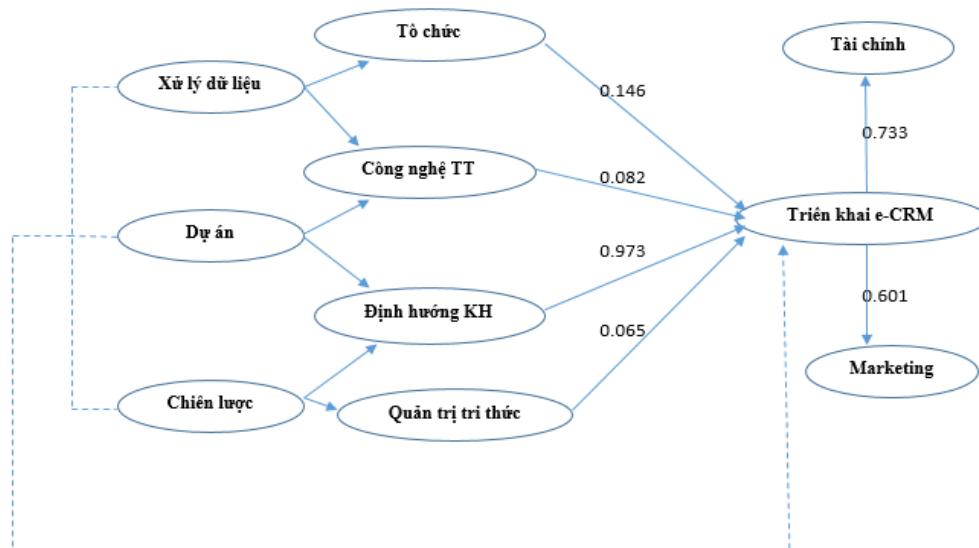 Tổ chức
Tài chính
Xử lý dữ liệu
0.146
0.733
Công nghệ TT
0.082
Triển khai e-CRM
Dự án
0.973
0.601
Định hướng KH
0.065
Marketing
Chiến lược
Quản trị tri thức